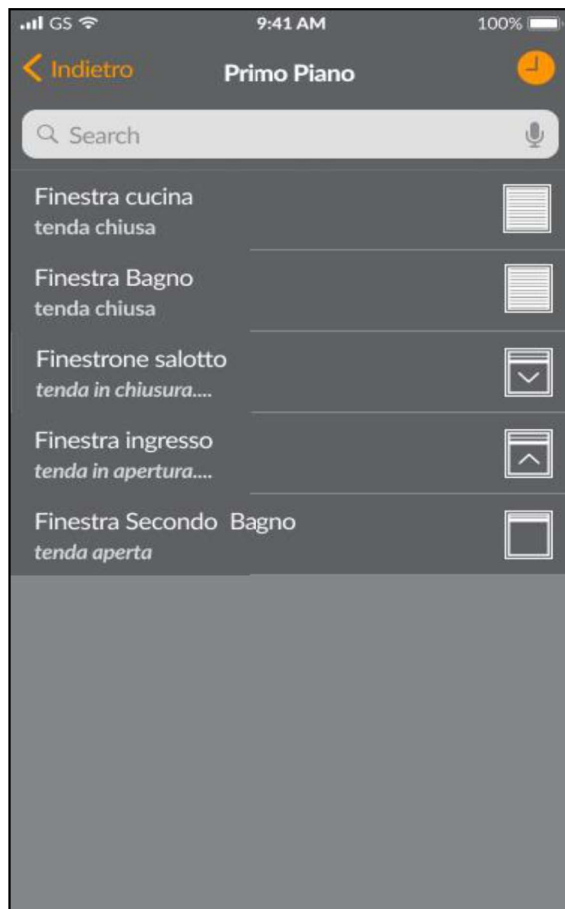 GS 9:41 AM 100%
Indietro Primo Piano
Search
Finestra cucina
tenda chiusa
Finestra Bagno
tenda chiusa
Finestrone salotto
tenda in chiusura....
Finestra ingresso
tenda in apertura....
Finestra Secondo Bagno
tenda aperta